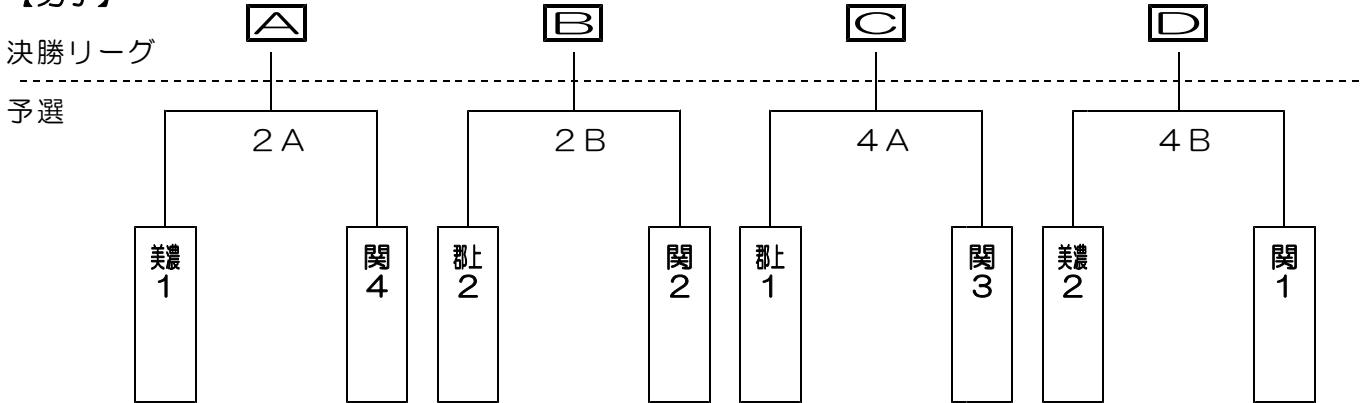 【男子】
A B C D
決勝リーグ
予選
2A 2B 4A 4B
美濃1 関4 郡上2 関2 郡上1 関3 美濃2 関1